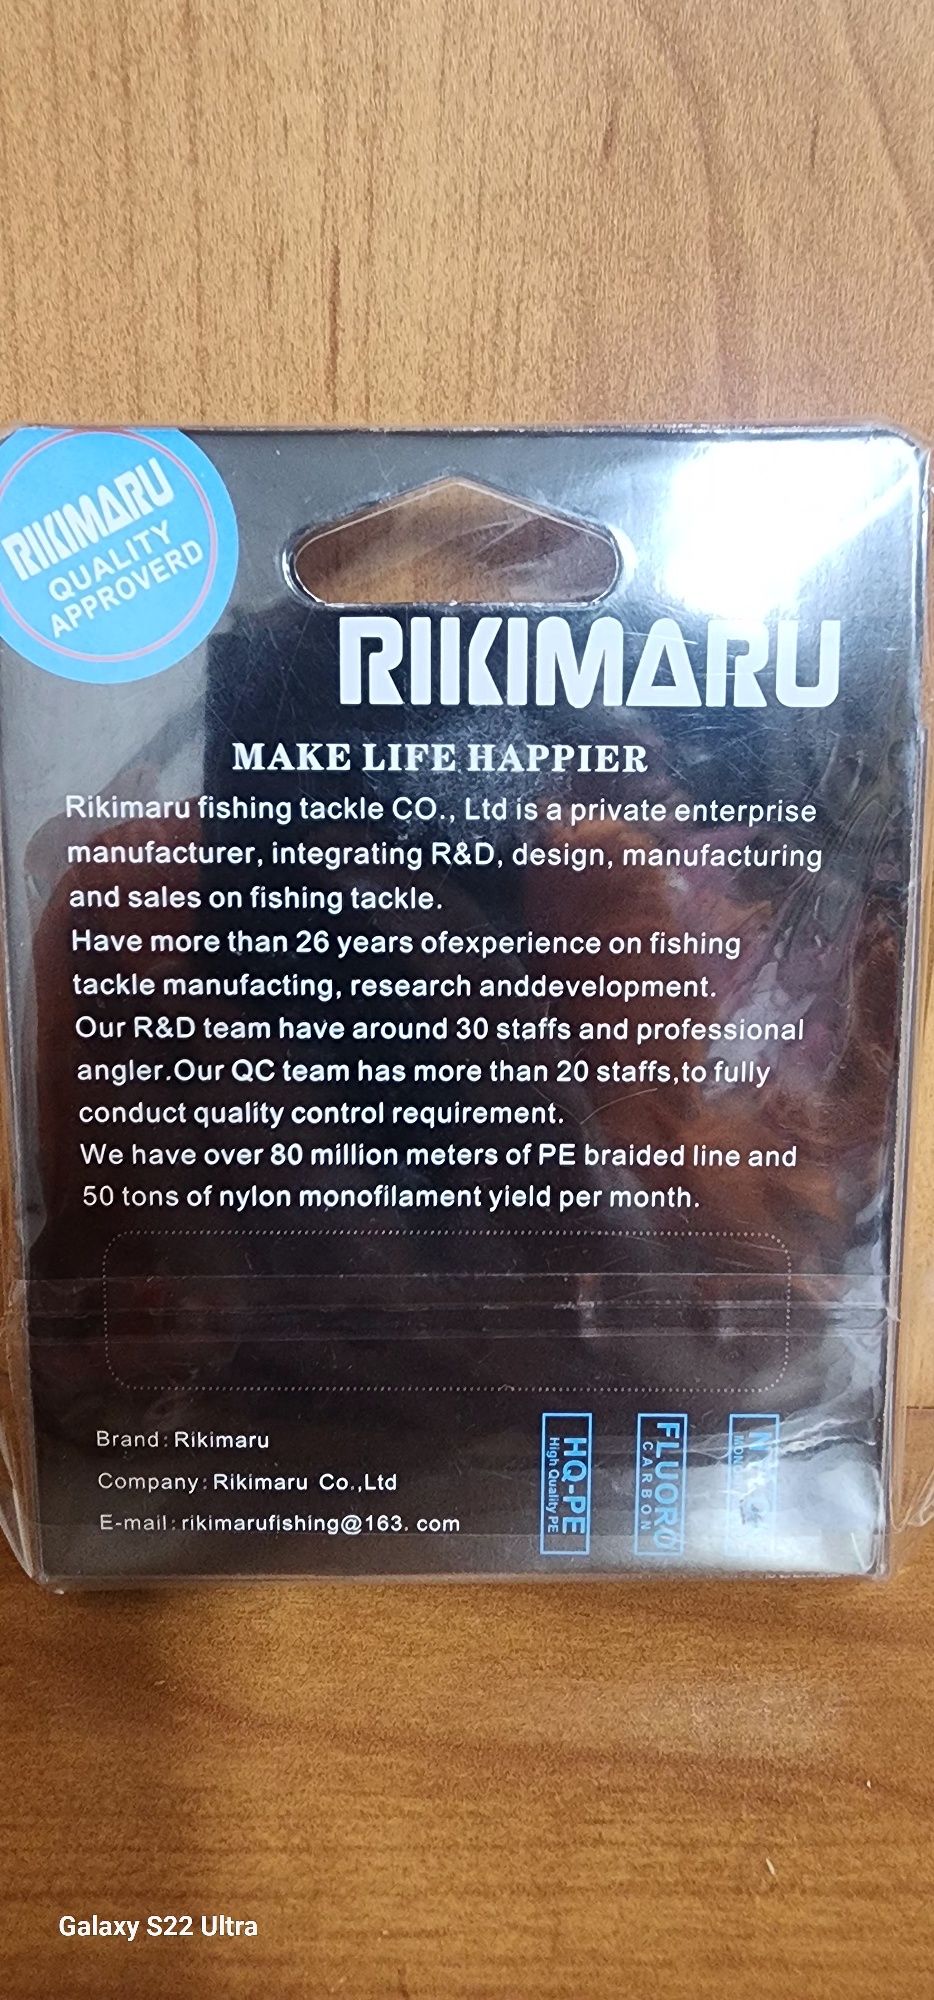 RIKIMARU
QUALITY
APPROVERD
RIKIMARU
MAKE LIFE HAPPIER
Rikimaru fishing tackle CO., Ltd is a private enterprise
manufacturer, integrating R&D, design, manufacturing
and sales on fishing tackle.
Have more than 26 years ofexperience on fishing
tackle manufacting, research anddevelopment.
Our R&D team have around 30 staffs and professional
angler.Our QC team has more than 20 staffs,to fully
conduct quality control requirement.
We have over 80 million meters of PE braided line and
50 tons of nylon monofilament yield per month.
Brand: Rikimaru
Company: Rikimaru Co.,Ltd
E-mail: rikimarufishing@163. com
HQ-PE
High Quality PE
FLUORO
CARBON
Galaxy S22 Ultra